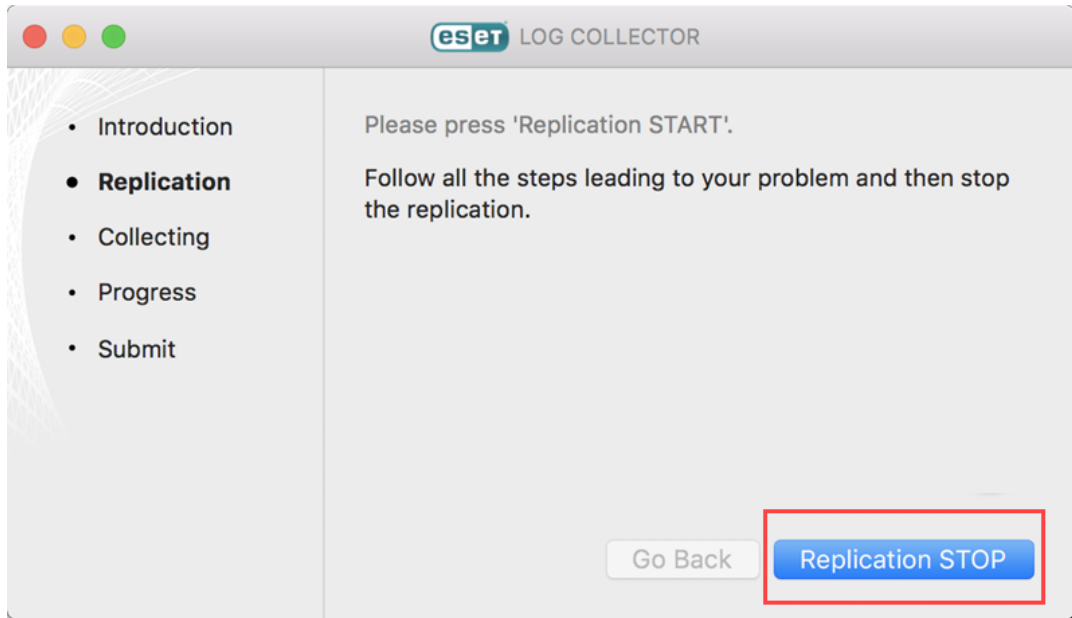 eset LOG COLLECTOR
Introduction
Replication
Collecting
Progress
Submit
Please press 'Replication START'.
Follow all the steps leading to your problem and then stop
the replication.
Go Back
Replication STOP